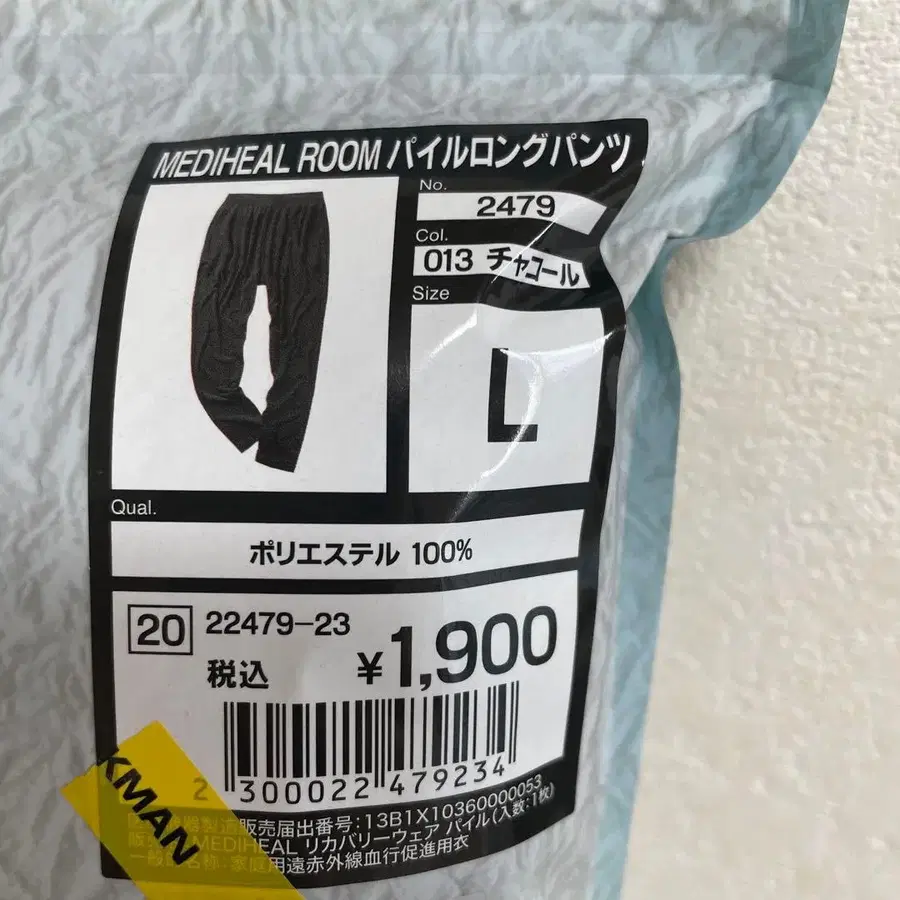 MEDIHEAL ROOM パイルロングパンツ
No.
2479
Col.
013 チャコール
Size
L
Qual.
ポリエステル 100%
20 22479-23
税込 ¥1,900
2 300022 479234
販売届出番号:13B1X10360000053
MEDIHEAL リカバリーウェア パイル(入数:1枚)
名称: 家庭用遠赤外線血行促進用衣
KMAN